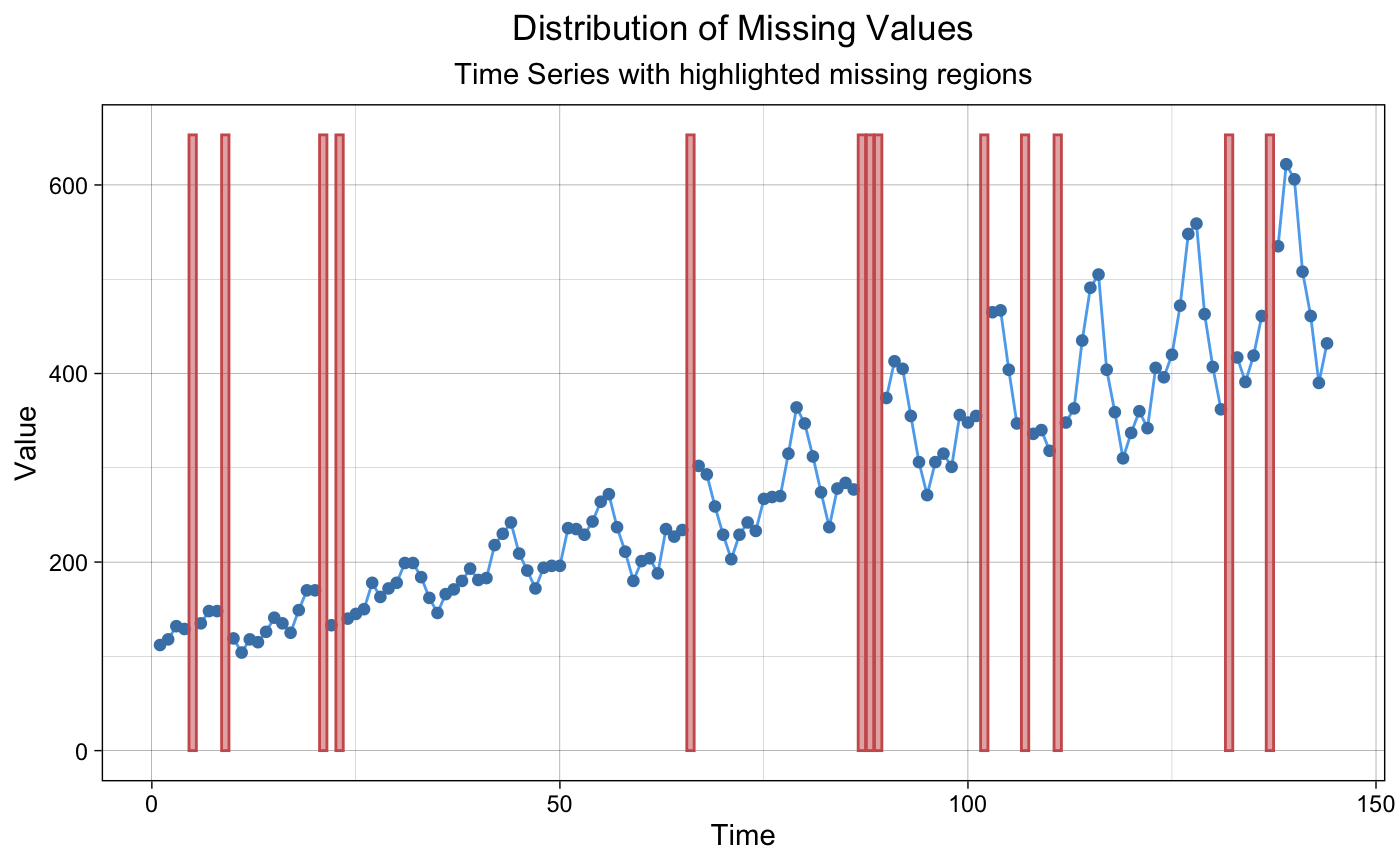 Distribution of Missing Values
Time Series with highlighted missing regions
Value
600
400
200
0
0 50 100 150
Time